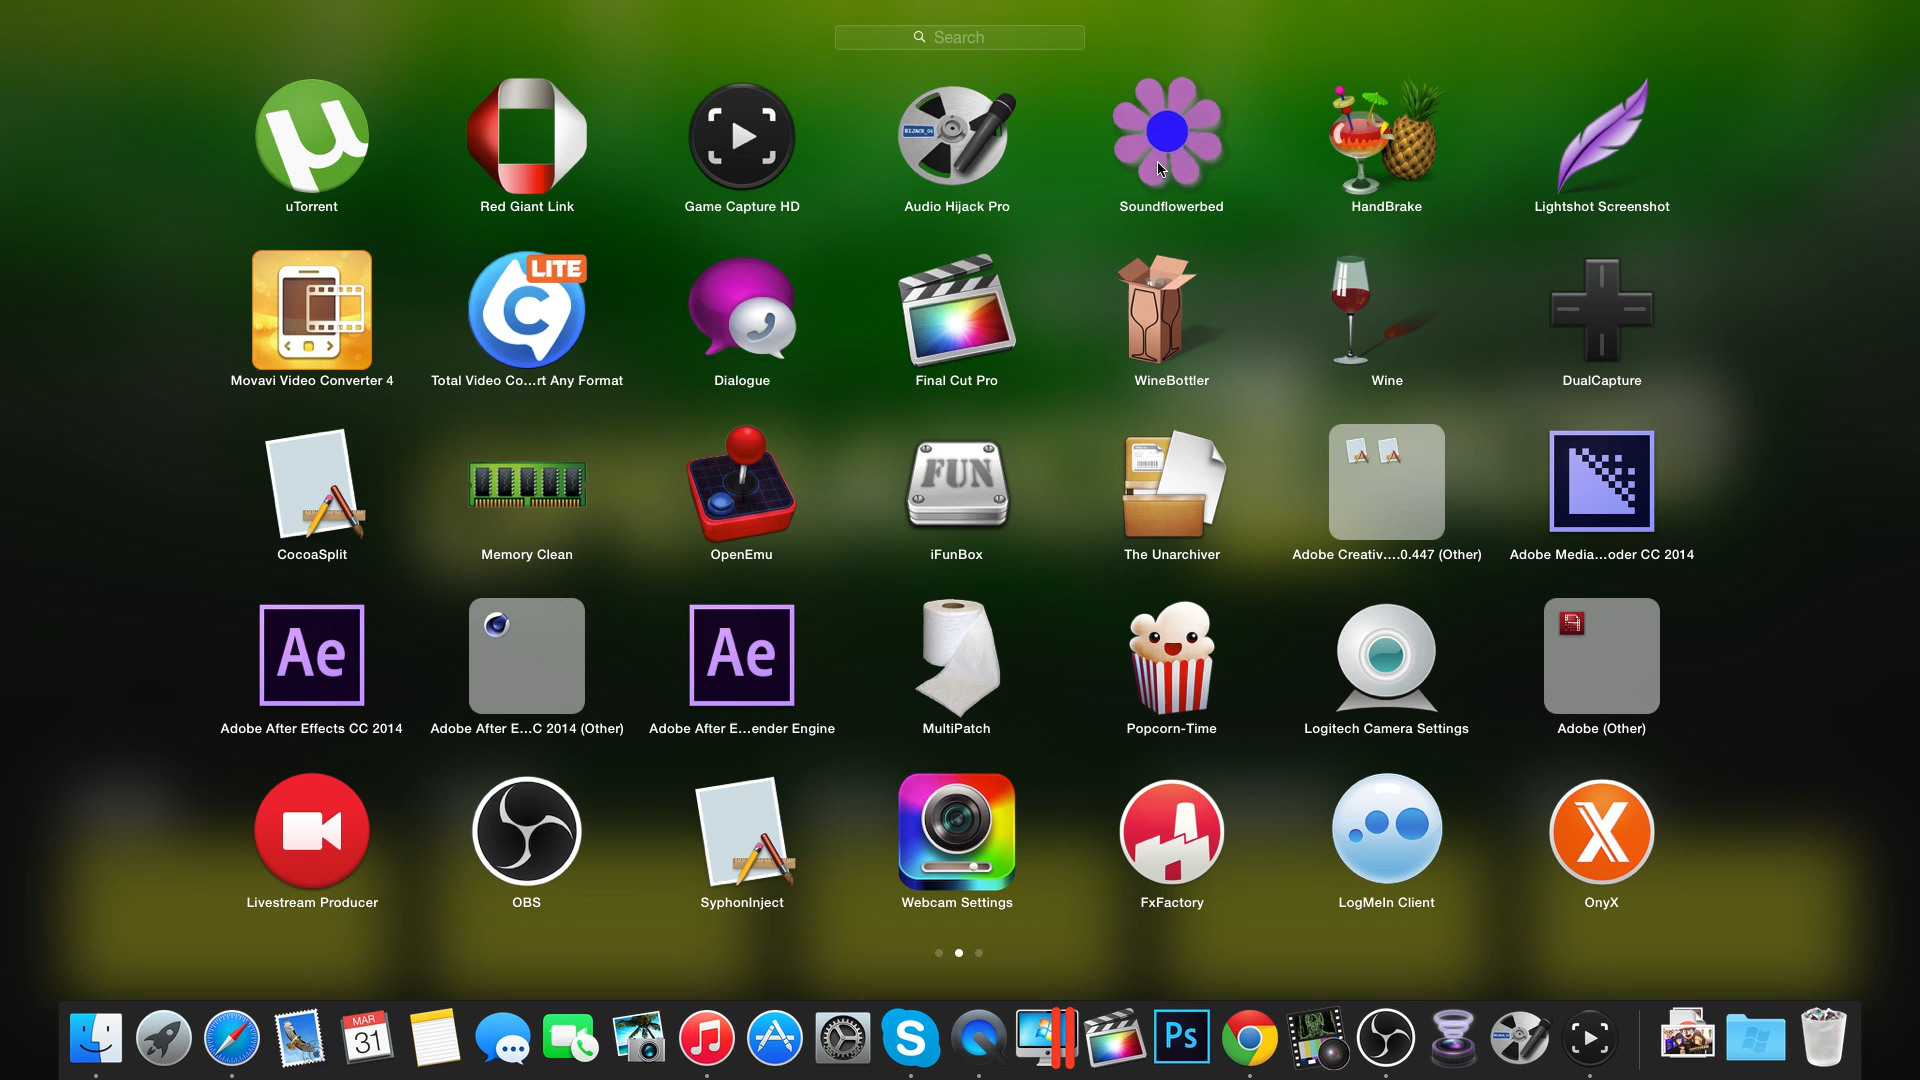 Search
uTorrent
Red Giant Link
Game Capture HD
Audio Hijack Pro
Soundflowerbed
HandBrake
Lightshot Screenshot
HIJACK_04
LITE
Movavi Video Converter 4
Total Video Co...rt Any Format
Dialogue
Final Cut Pro
WineBottler
Wine
DualCapture
FUN
CocoaSplit
Memory Clean
OpenEmu
iFunBox
The Unarchiver
Adobe Creativ....0.447 (Other)
Adobe Media...oder CC 2014
Ae
Ae
Adobe After Effects CC 2014
Adobe After E...C 2014 (Other)
Adobe After E...ender Engine
MultiPatch
Popcorn-Time
Logitech Camera Settings
Adobe (Other)
Livestream Producer
OBS
SyphonInject
Webcam Settings
FxFactory
LogMeIn Client
OnyX
MAR
31
Ps